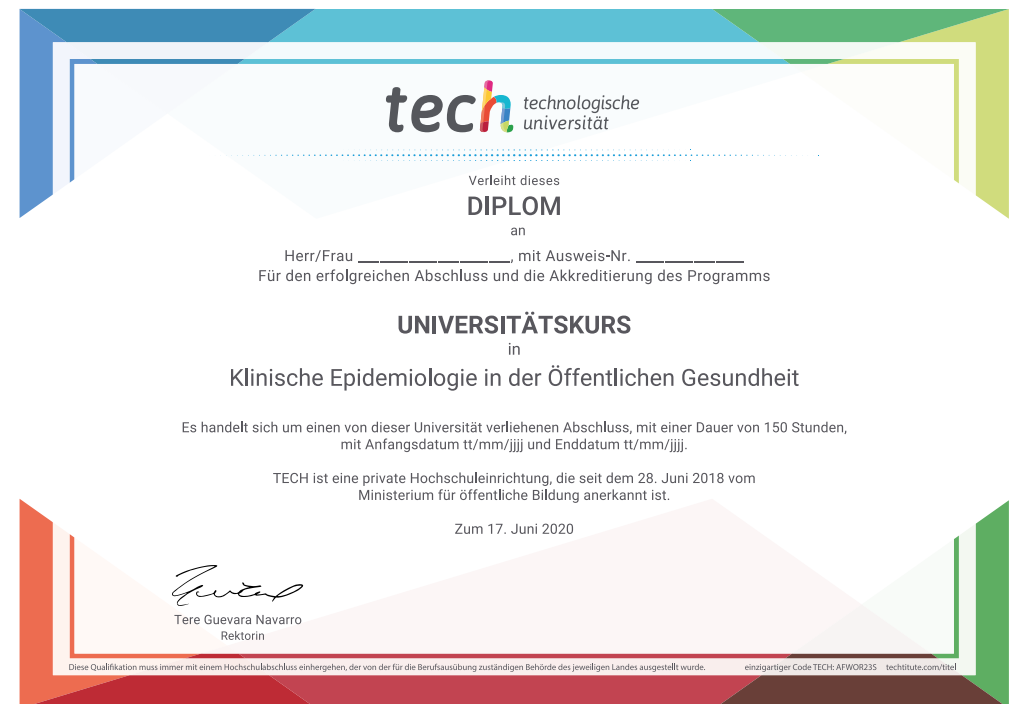 tech technologische
universität
Verleiht dieses
DIPLOM
an
Herr/Frau ________________, mit Ausweis-Nr. ____________
Für den erfolgreichen Abschluss und die Akkreditierung des Programms
UNIVERSITÄTSKURS
in
Klinische Epidemiologie in der Öffentlichen Gesundheit
Es handelt sich um einen von dieser Universität verliehenen Abschluss, mit einer Dauer von 150 Stunden,
mit Anfangsdatum tt/mm/jjjj und Enddatum tt/mm/jjjj.
TECH ist eine private Hochschuleinrichtung, die seit dem 28. Juni 2018 vom
Ministerium für öffentliche Bildung anerkannt ist.
Zum 17. Juni 2020
Tere Guevara Navarro
Rektorin
Diese Qualifikation muss immer mit einem Hochschulabschluss einhergehen, der von der für die Berufsausübung zuständigen Behörde des jeweiligen Landes ausgestellt wurde. einzigartiger Code TECH: AFWOR23S techtitute.com/titel